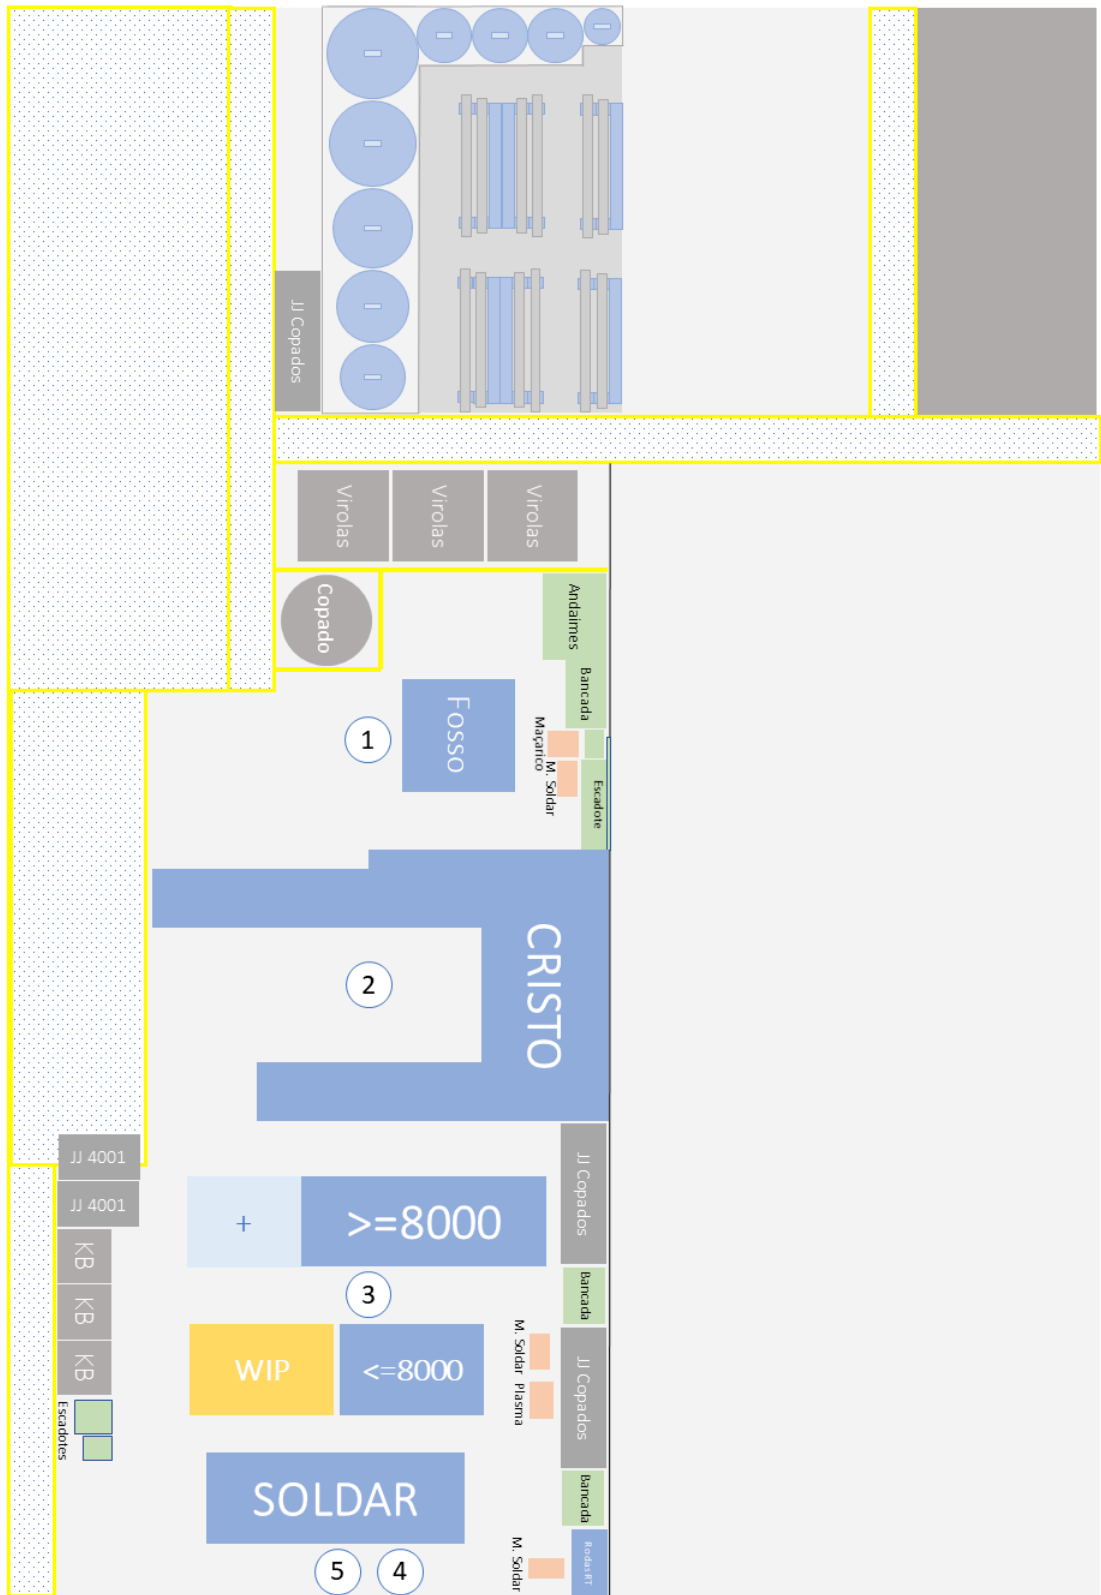 JJ Copados
Virolas
Virolas
Virolas
Copado
Andaimes
Bancada
Fosso
1
Maçarico
M. Soldar
Escadote
CRISTO
2
JJ 4001
JJ 4001
JJ Copados
+
>=8000
KB
3
Bancada
KB
WIP
<=8000
M. Soldar
Plasma
JJ Copados
KB
Escadotes
SOLDAR
Bancada
5
4
M. Soldar
Rodas RT